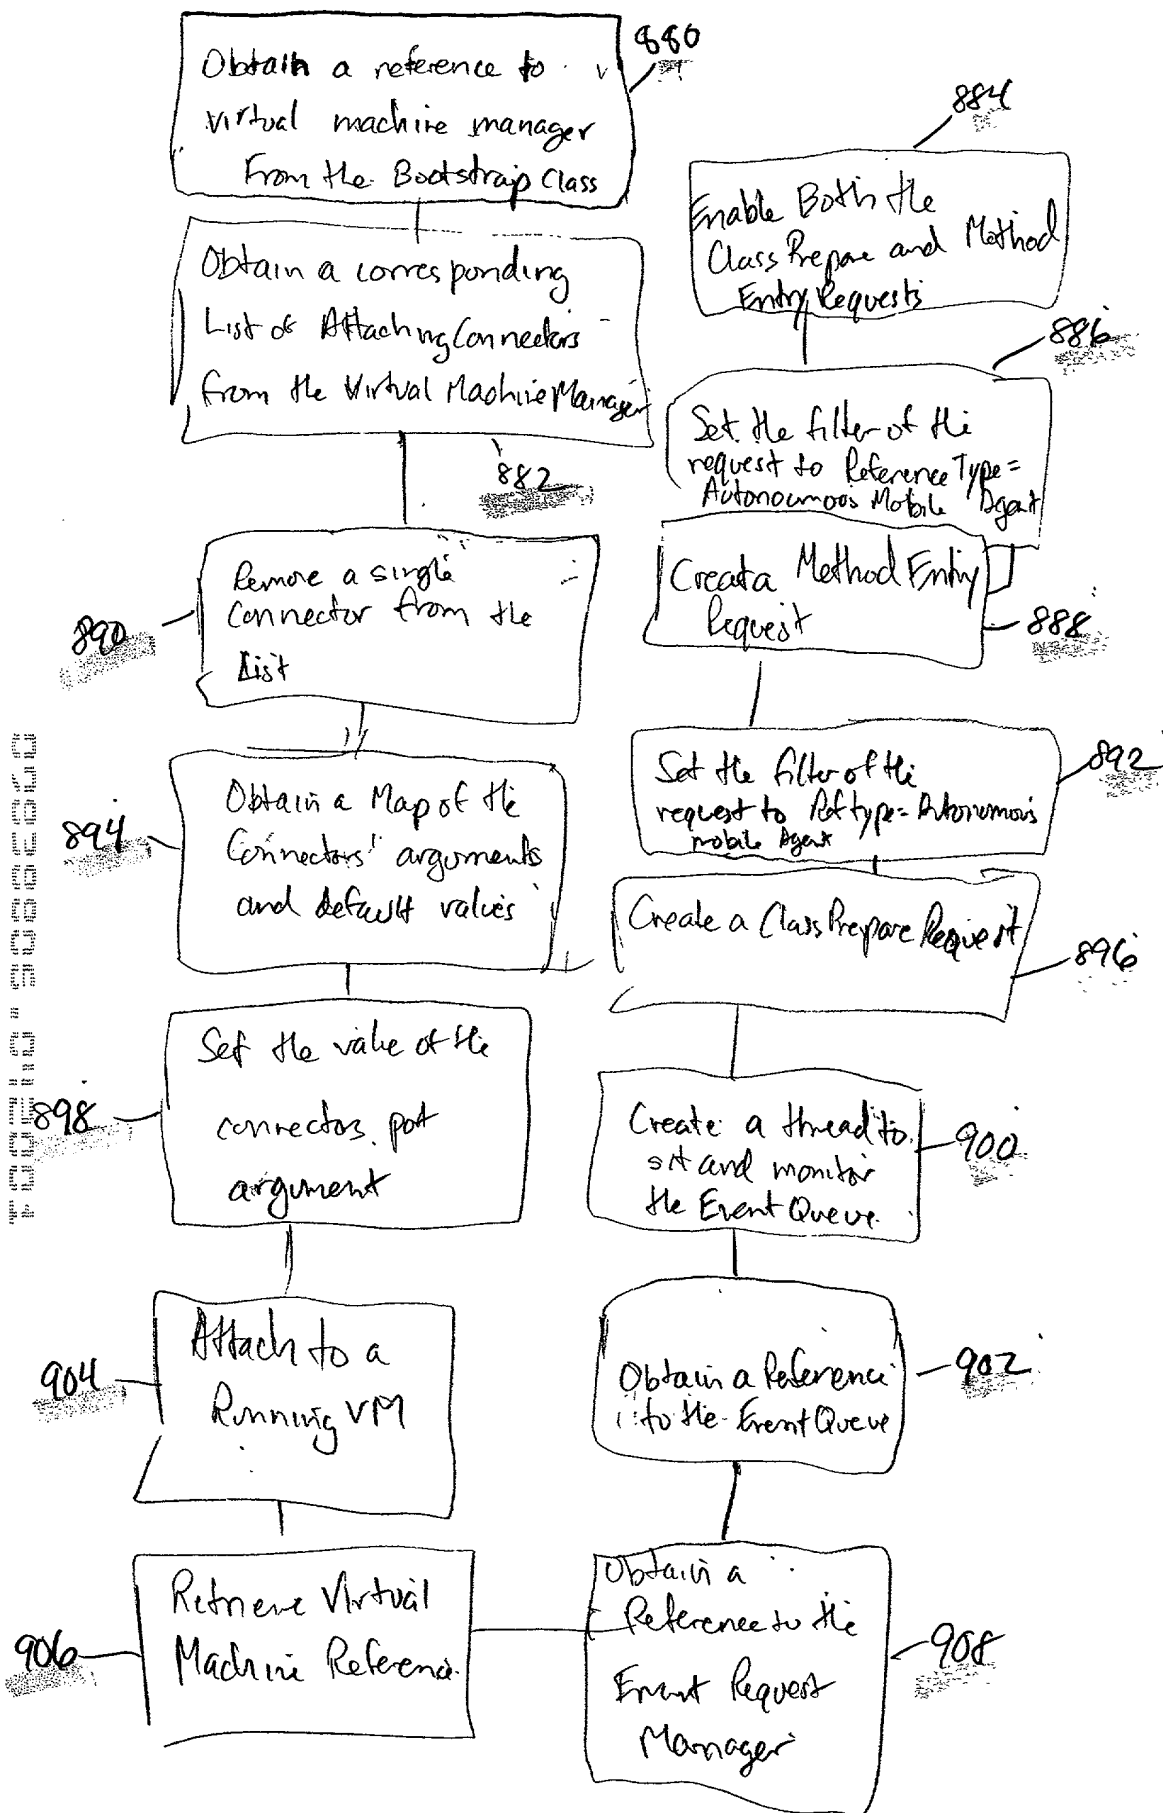 880
Obtain a reference to
virtual machine manager
From the Bootstrap Class
Obtain a corresponding
List of Attaching Connectors
from the Virtual Machine Manager
882
890
Remove a single
Connector from the
List
894
Obtain a Map of the
Connectors' arguments
and default values
898
Set the value of the
connectors port
argument
904
Attach to a
Running VM
906
Retrieve Virtual
Machine Reference
884
Enable Both the
Class Prepare and Method
Entry Requests
886
Set the filter of the
request to Reference Type =
Autonoumous Mobile Agent
Creat a Method Entry
Request
888
892
Set the filter of the
request to Ref type = Autonomous
mobile Agent
Create a Class Prepare Request
896
Create a thread to
sit and monitor
the Event Queue
900
Obtain a Reference
to the Event Queue
902
Obtain a
Reference to the
Event Request
Manager
908